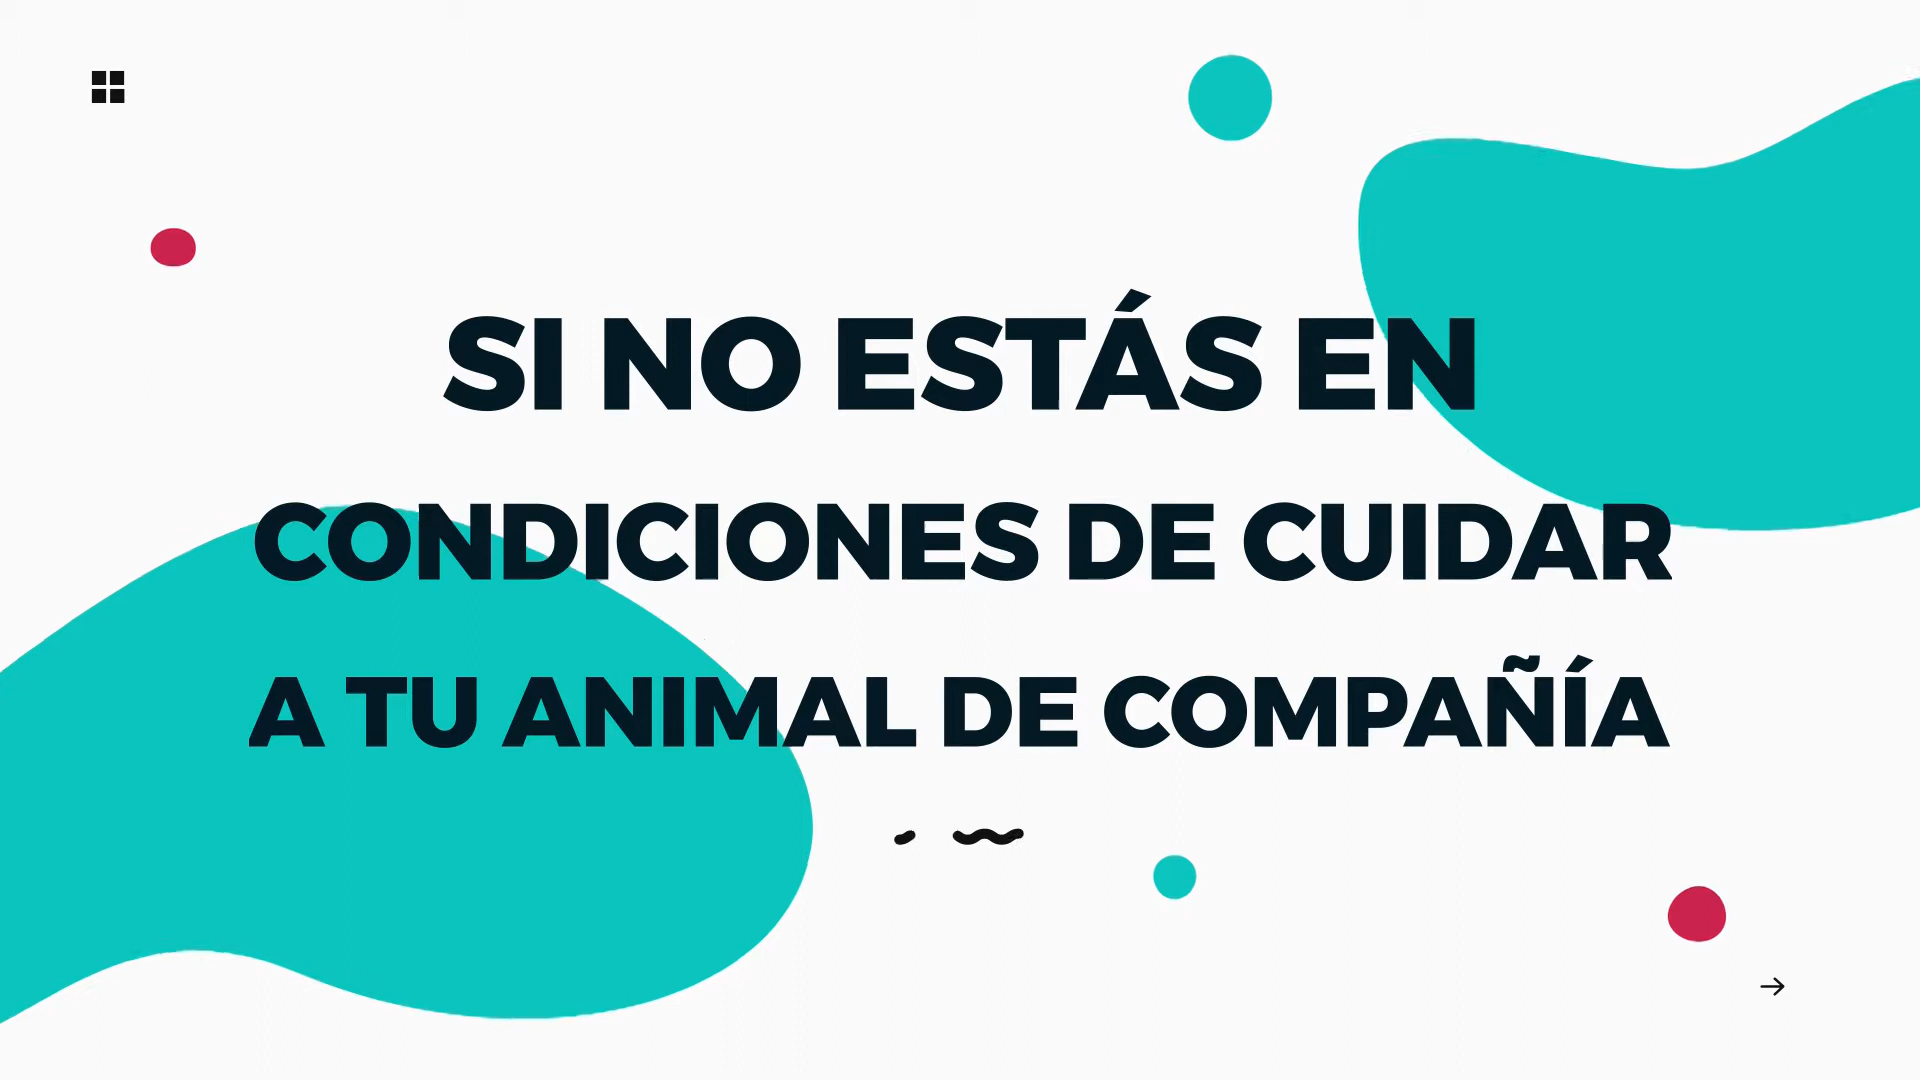 SI NO ESTÁS EN
CONDICIONES DE CUIDAR
A TU ANIMAL DE COMPAÑÍA